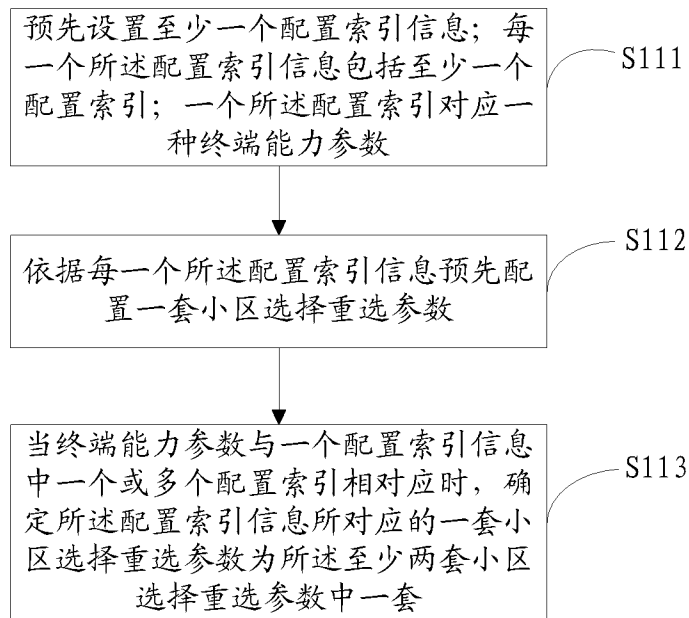 预先设置至少一个配置索引信息；每
一个所述配置索引信息包括至少一个
配置索引；一个所述配置索引对应一
种终端能力参数
S111
依据每一个所述配置索引信息预先配
置一套小区选择重选参数
S112
当终端能力参数与一个配置索引信息
中一个或多个配置索引相对应时，确
定所述配置索引信息所对应的一套小
区选择重选参数为所述至少两套小区
选择重选参数中一套
S113